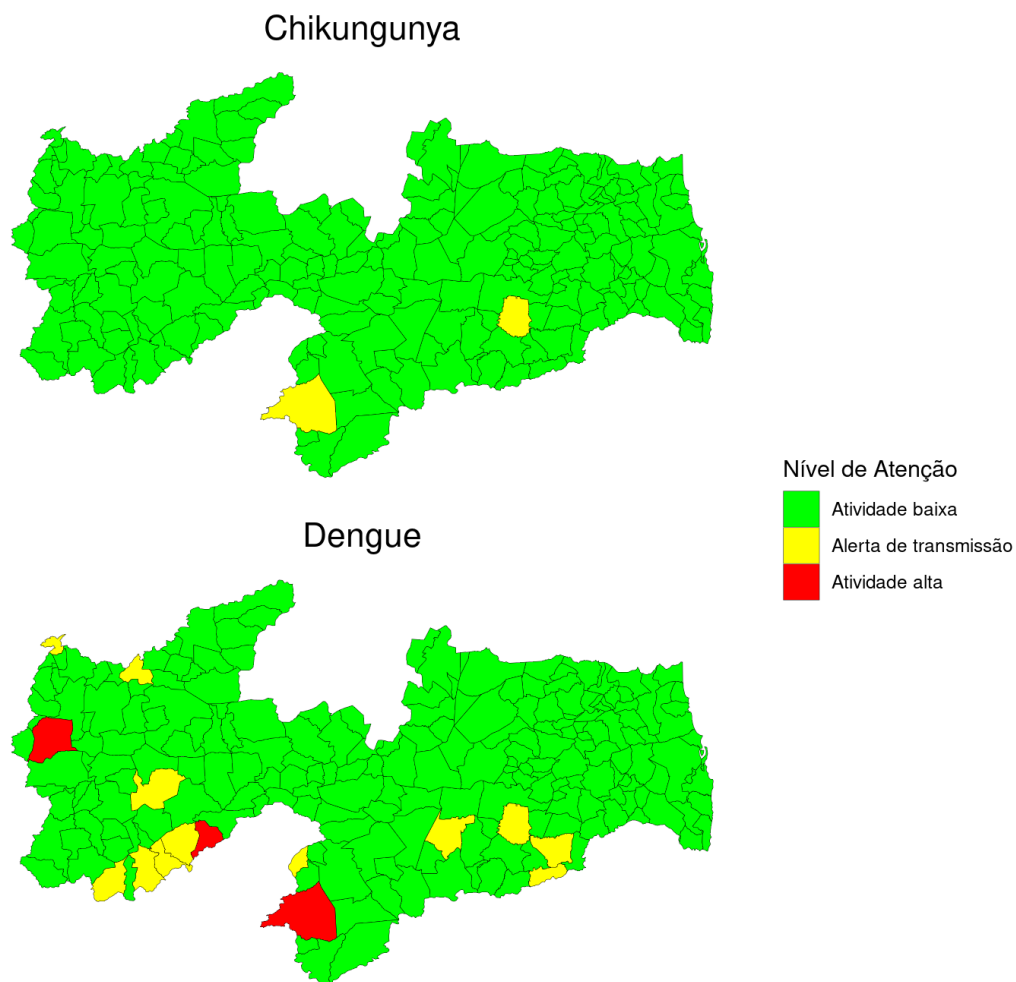 Chikungunya
Nível de Atenção
Atividade baixa
Alerta de transmissão
Atividade alta
Dengue